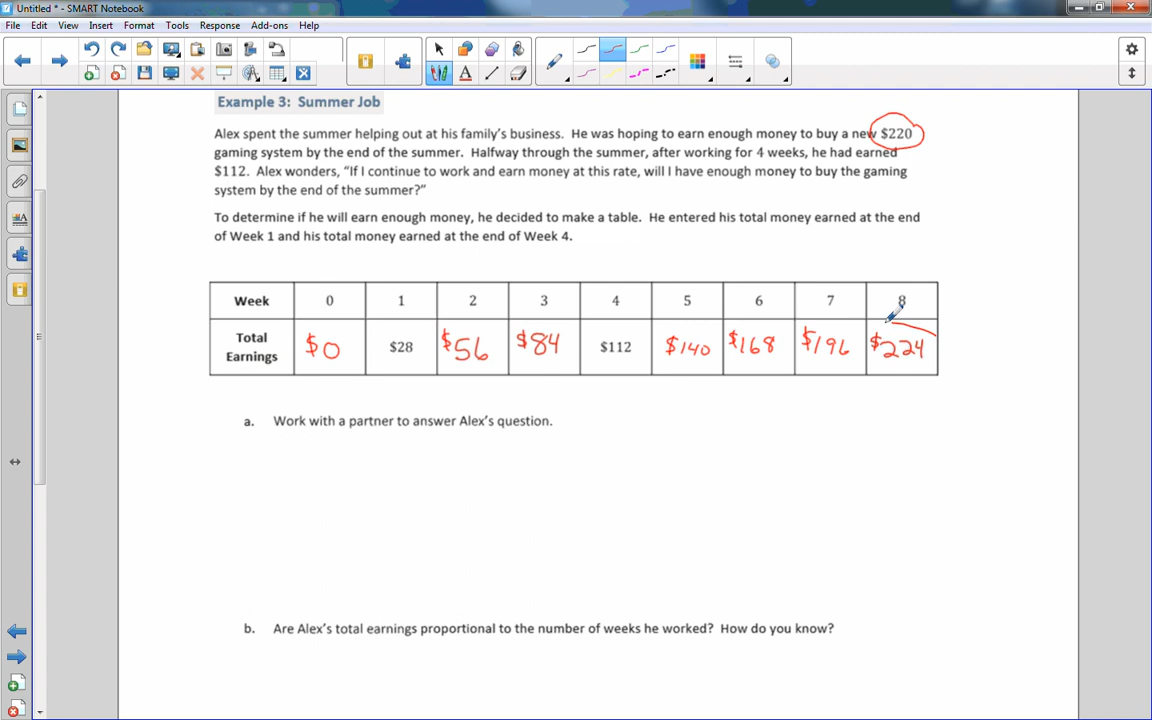 Untitled * - SMART Notebook
File Edit View Insert Format Tools Response Add-ons Help
Example 3: Summer Job
Alex spent the summer helping out at his family's business. He was hoping to earn enough money to buy a new $220
gaming system by the end of the summer. Halfway through the summer, after working for 4 weeks, he had earned
$112. Alex wonders, "If I continue to work and earn money at this rate, will I have enough money to buy the gaming
system by the end of the summer?"
To determine if he will earn enough money, he decided to make a table. He entered his total money earned at the end
of Week 1 and his total money earned at the end of Week 4.
Week 0 1 2 3 4 5 6 7 8
Total
Earnings $0 $28 $56 $84 $112 $140 $168 $196 $224
a. Work with a partner to answer Alex's question.
b. Are Alex's total earnings proportional to the number of weeks he worked? How do you know?